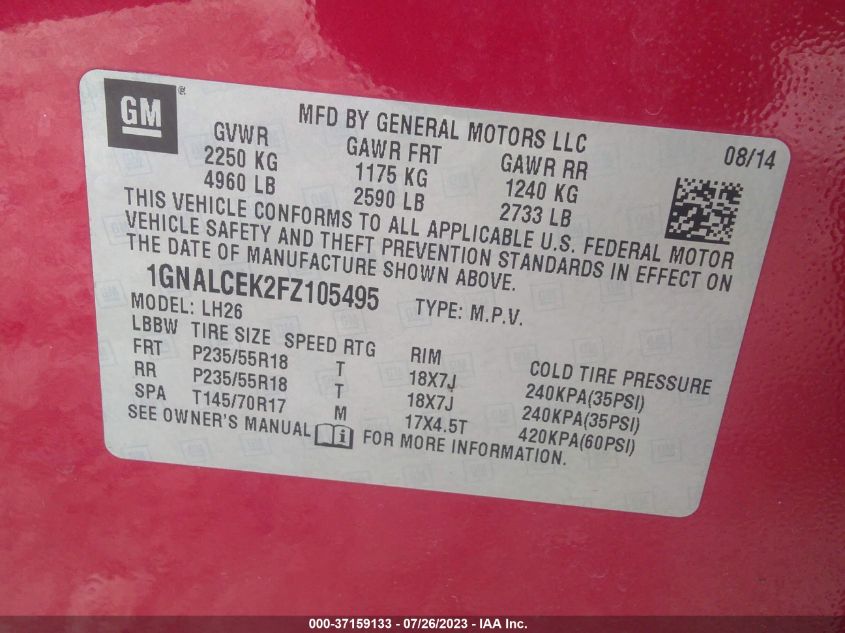 GM ®
MFD BY GENERAL MOTORS LLC 08/14
GVWR GAWR FRT GAWR RR
2250 KG 1175 KG 1240 KG
4960 LB 2590 LB 2733 LB
THIS VEHICLE CONFORMS TO ALL APPLICABLE U.S. FEDERAL MOTOR
VEHICLE SAFETY AND THEFT PREVENTION STANDARDS IN EFFECT ON
THE DATE OF MANUFACTURE SHOWN ABOVE.
1GNALCEK2FZ105495 TYPE: M.P.V.
MODEL: LH26
LBBW TIRE SIZE SPEED RTG RIM COLD TIRE PRESSURE
FRT P235/55R18 T 18X7J 240KPA(35PSI)
RR P235/55R18 T 18X7J 240KPA(35PSI)
SPA T145/70R17 M 17X4.5T 420KPA(60PSI)
SEE OWNER'S MANUAL FOR MORE INFORMATION.
000-37159133 - 07/26/2023 - IAA Inc.